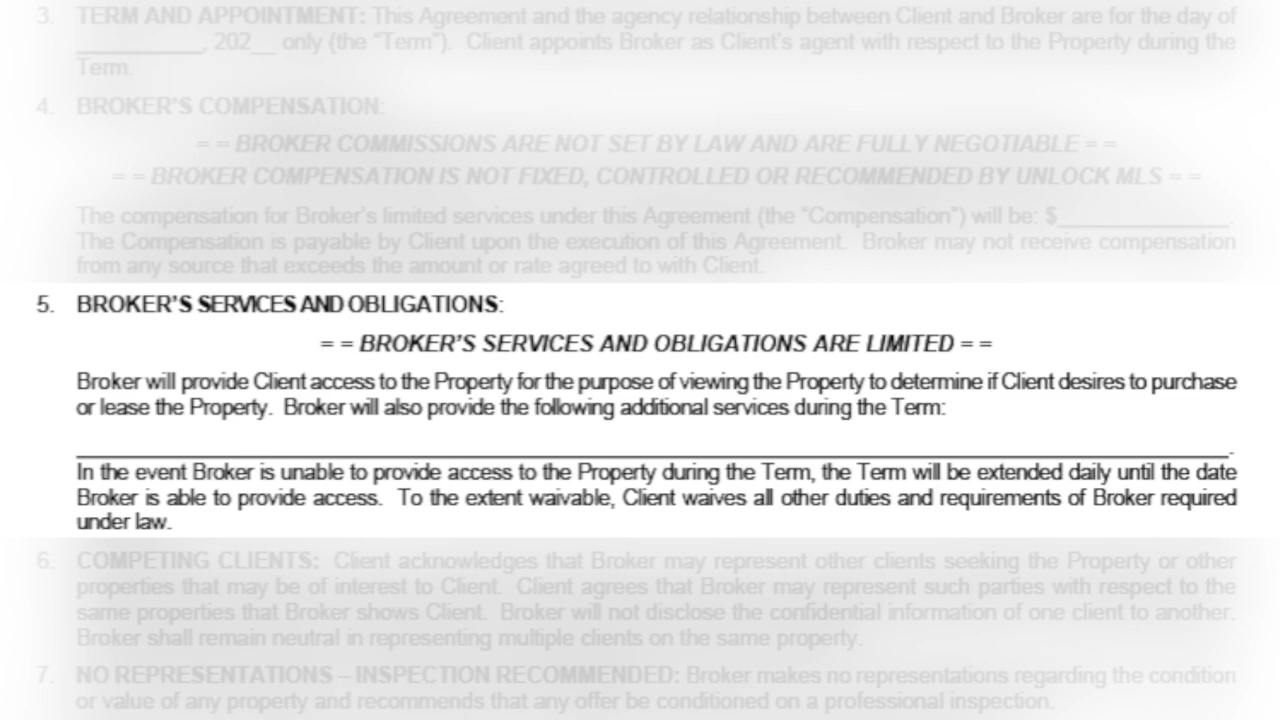 3. TERM AND APPOINTMENT: This Agreement and the agency relationship between Client and Broker are for the day of
__________, 202__ only (the “Term”). Client appoints Broker as Client’s agent with respect to the Property during the
Term.
4. BROKER’S COMPENSATION:
= = BROKER COMMISSIONS ARE NOT SET BY LAW AND ARE FULLY NEGOTIABLE = =
= = BROKER COMPENSATION IS NOT FIXED, CONTROLLED OR RECOMMENDED BY UNLOCK MLS = =
The compensation for Broker’s limited services under this Agreement (the “Compensation”) will be: $______________.
The Compensation is payable by Client upon the execution of this Agreement. Broker may not receive compensation
from any source that exceeds the amount or rate agreed to with Client.
5. BROKER’S SERVICES AND OBLIGATIONS:
= = BROKER’S SERVICES AND OBLIGATIONS ARE LIMITED = =
Broker will provide Client access to the Property for the purpose of viewing the Property to determine if Client desires to purchase
or lease the Property. Broker will also provide the following additional services during the Term:
______________________________________________________________________________.
In the event Broker is unable to provide access to the Property during the Term, the Term will be extended daily until the date
Broker is able to provide access. To the extent waivable, Client waives all other duties and requirements of Broker required
under law.
6. COMPETING CLIENTS: Client acknowledges that Broker may represent other clients seeking the Property or other
properties that may be of interest to Client. Client agrees that Broker may represent such parties with respect to the
same properties that Broker shows Client. Broker will not disclose the confidential information of one client to another.
Broker shall remain neutral in representing multiple clients on the same property.
7. NO REPRESENTATIONS – INSPECTION RECOMMENDED: Broker makes no representations regarding the condition
or value of any property and recommends that any offer be conditioned on a professional inspection.